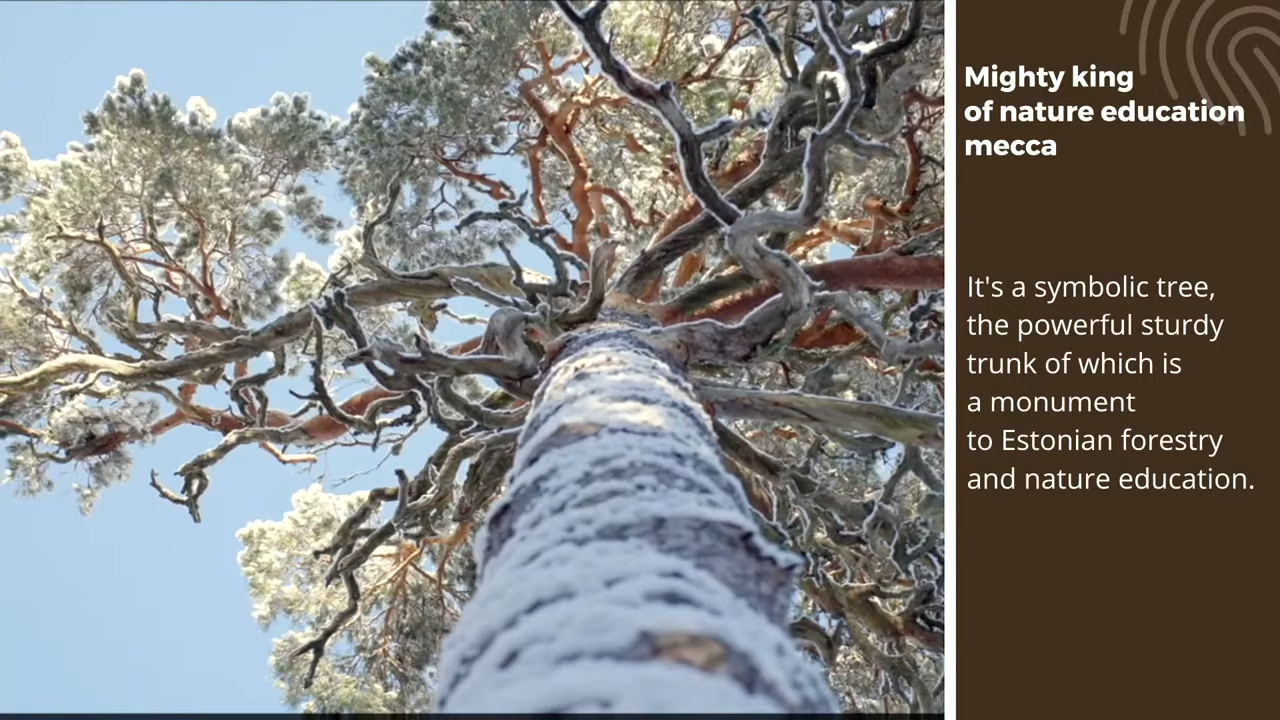 Mighty king
of nature education
mecca
It's a symbolic tree,
the powerful sturdy
trunk of which is
a monument
to Estonian forestry
and nature education.